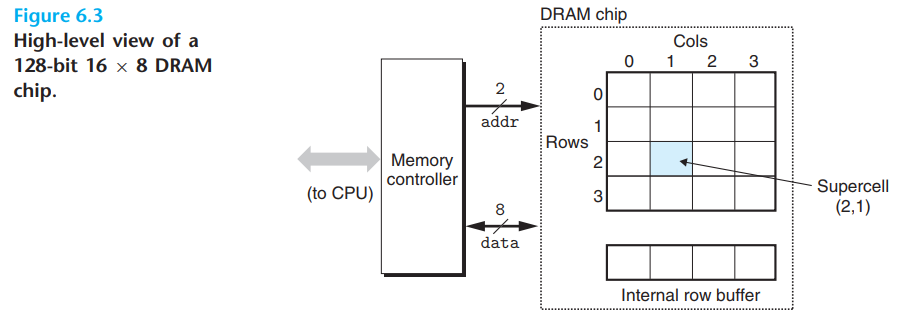 Figure 6.3
High-level view of a
128-bit 16 × 8 DRAM
chip.
DRAM chip
Cols
0 1 2 3
2
addr
0
1
Rows
2
3
Memory
controller
(to CPU)
8
data
Supercell
(2,1)
Internal row buffer